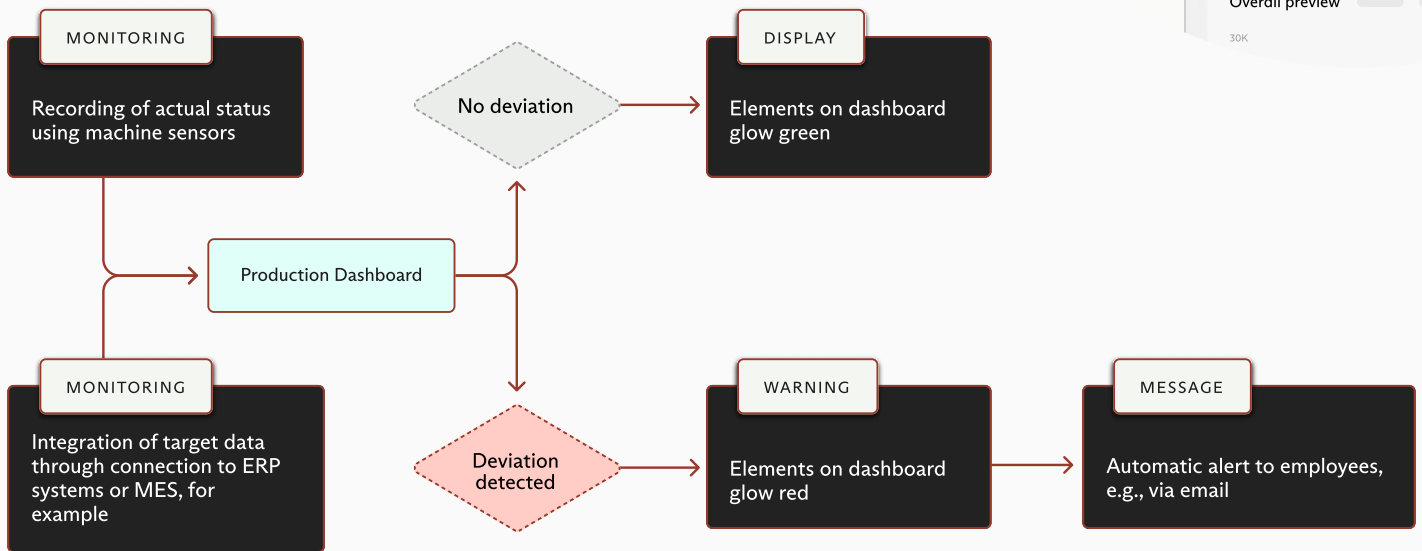 MONITORING
Recording of actual status
using machine sensors
No deviation
DISPLAY
Elements on dashboard
glow green
Overall preview
30K
Production Dashboard
MONITORING
Integration of target data
through connection to ERP
systems or MES, for
example
Deviation
detected
WARNING
Elements on dashboard
glow red
MESSAGE
Automatic alert to employees,
e.g., via email